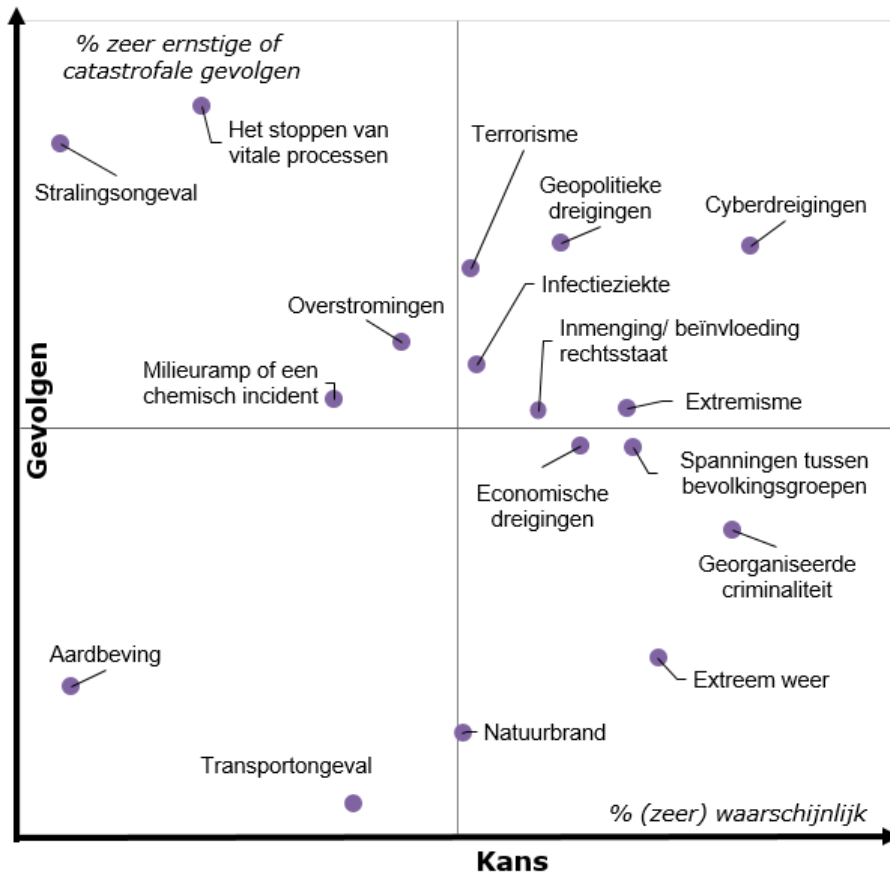 % zeer ernstige of
catastrofale gevolgen
Het stoppen van
vitale processen
Stralingsongeval
Terrorisme
Geopolitieke
dreigingen
Cyberdreigingen
Overstromingen
Infectieziekte
Inmenging/ beïnvloeding
rechtsstaat
Milieuramp of een
chemisch incident
Extremisme
Gevolgen
Economische
dreigingen
Spanningen tussen
bevolkingsgroepen
Georganiseerde
criminaliteit
Aardbeving
Extreem weer
Natuurbrand
Transportongeval
% (zeer) waarschijnlijk
Kans